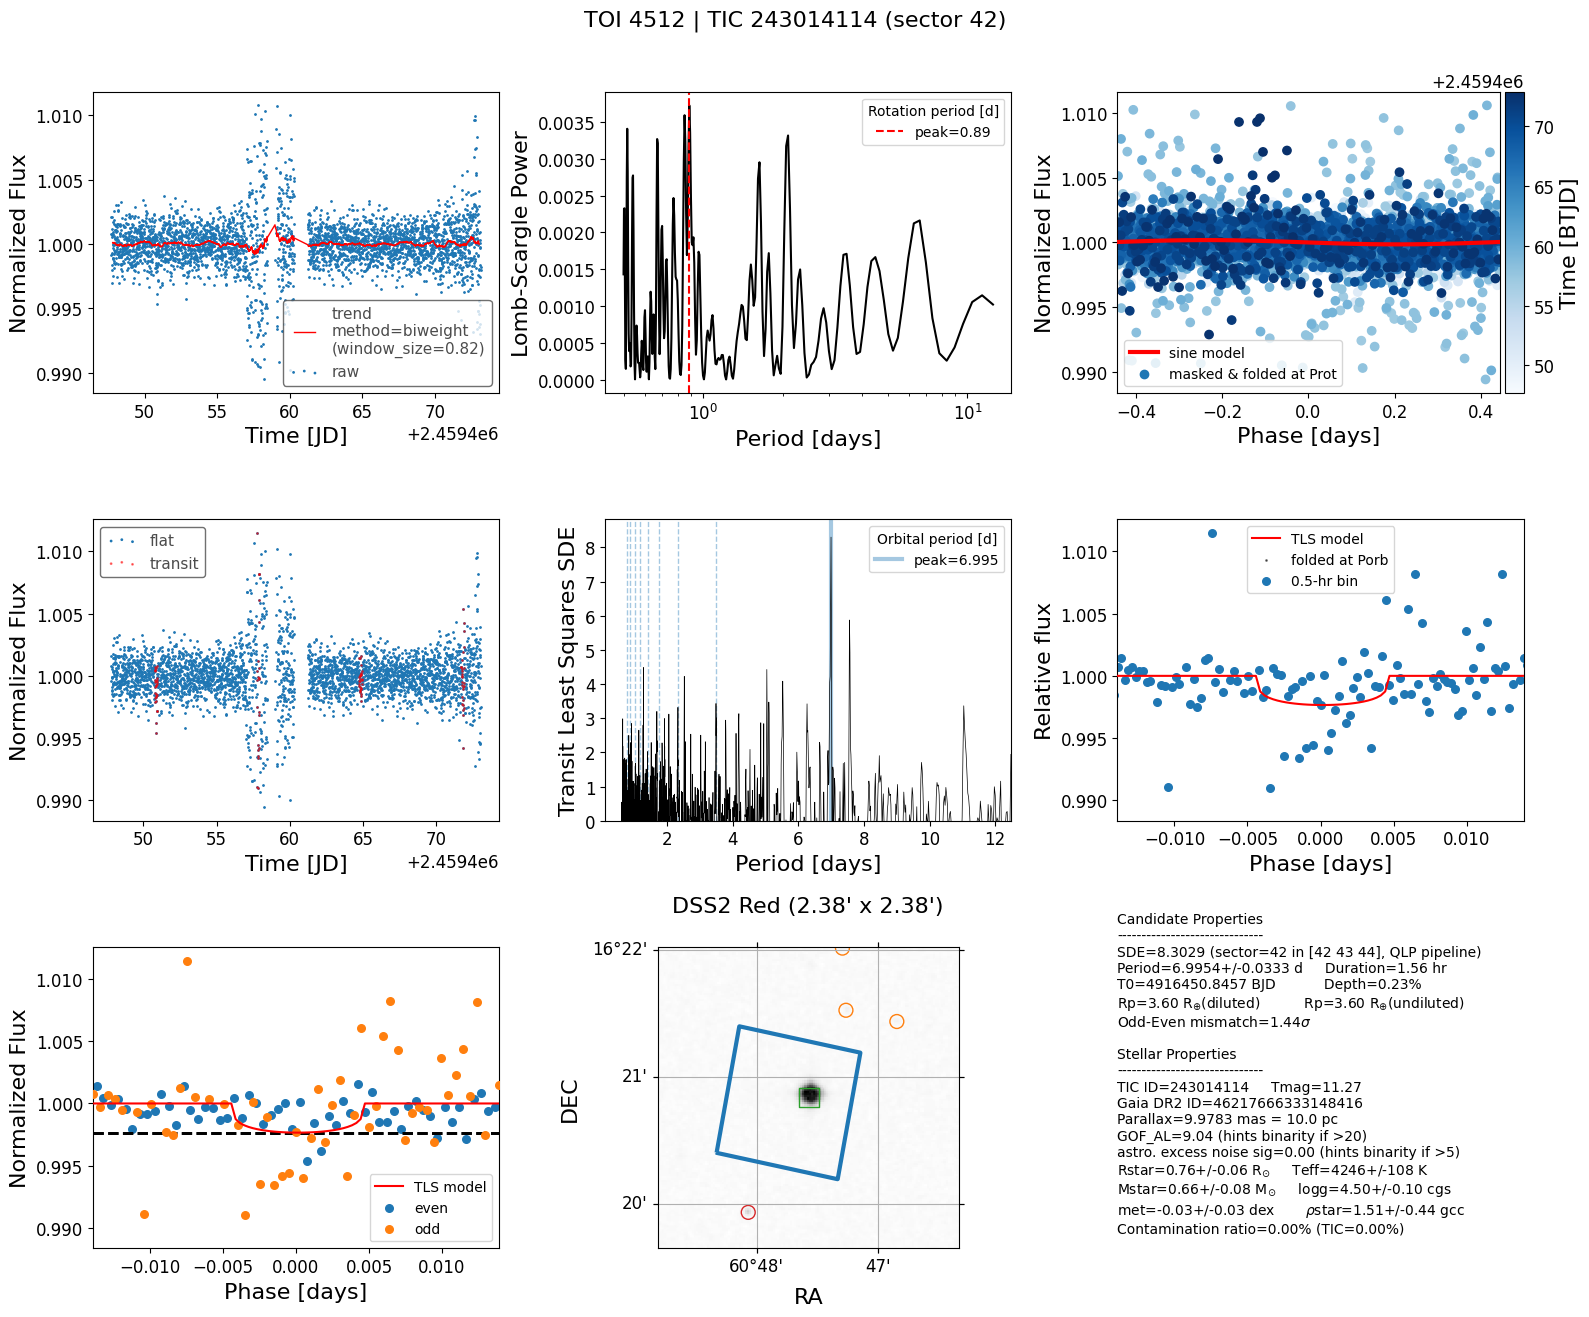 TOI 4512 | TIC 243014114 (sector 42)
Normalized Flux
1.010
1.005
1.000
0.995
0.990
trend
method=biweight
(window_size=0.82)
raw
50 55 60 65 70
Time [JD]
+2.4594e6
Lomb-Scargle Power
0.0035
0.0030
0.0025
0.0020
0.0015
0.0010
0.0005
0.0000
Rotation period [d]
peak=0.89
10^0 10^1
Period [days]
+2.4594e6
Normalized Flux
1.010
1.005
1.000
0.995
0.990
sine model
masked & folded at Prot
−0.4 −0.2 0.0 0.2 0.4
Phase [days]
70
65
60
55
50
Time [BTJD]
Normalized Flux
1.010
1.005
1.000
0.995
0.990
flat
transit
50 55 60 65 70
Time [JD]
+2.4594e6
Transit Least Squares SDE
8
7
6
5
4
3
2
1
0
Orbital period [d]
peak=6.995
2 4 6 8 10 12
Period [days]
Relative flux
1.010
1.005
1.000
0.995
0.990
TLS model
folded at Porb
0.5-hr bin
−0.010 −0.005 0.000 0.005 0.010
Phase [days]
Normalized Flux
1.010
1.005
1.000
0.995
0.990
TLS model
even
odd
−0.010 −0.005 0.000 0.005 0.010
Phase [days]
DSS2 Red (2.38' x 2.38')
DEC
16°22'
21'
20'
60°48' 47'
RA
Candidate Properties
------------------------------
SDE=8.3029 (sector=42 in [42 43 44], QLP pipeline)
Period=6.9954+/-0.0333 d Duration=1.56 hr
T0=4916450.8457 BJD Depth=0.23%
Rp=3.60 R⊕(diluted) Rp=3.60 R⊕(undiluted)
Odd-Even mismatch=1.44σ
Stellar Properties
------------------------------
TIC ID=243014114 Tmag=11.27
Gaia DR2 ID=46217666333148416
Parallax=9.9783 mas = 10.0 pc
GOF_AL=9.04 (hints binarity if >20)
astro. excess noise sig=0.00 (hints binarity if >5)
Rstar=0.76+/-0.06 R⊙ Teff=4246+/-108 K
Mstar=0.66+/-0.08 M⊙ logg=4.50+/-0.10 cgs
met=-0.03+/-0.03 dex ρstar=1.51+/-0.44 gcc
Contamination ratio=0.00% (TIC=0.00%)